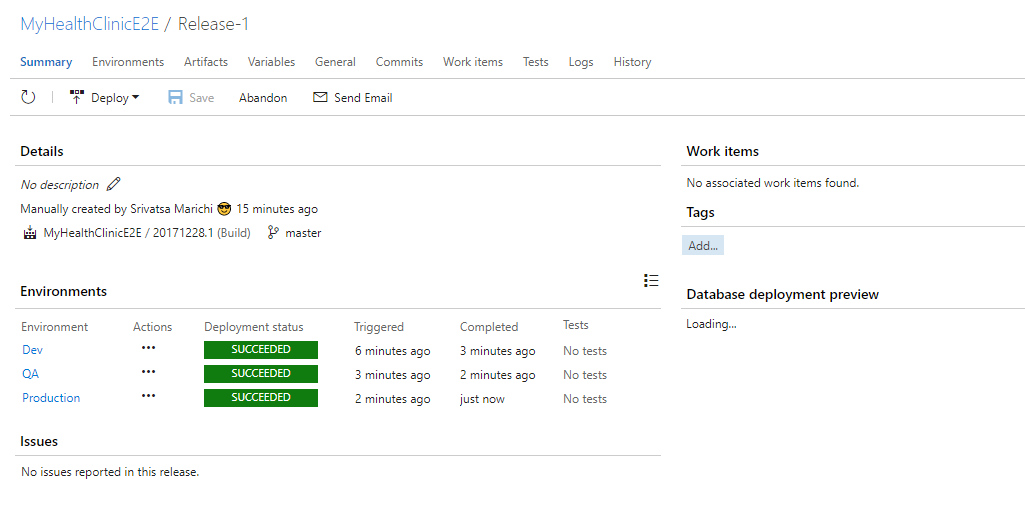 MyHealthClinicE2E / Release-1
Summary Environments Artifacts Variables General Commits Work items Tests Logs History
Deploy Save Abandon Send Email
Details
No description
Manually created by Srivatsa Marichi 😎 15 minutes ago
MyHealthClinicE2E / 20171228.1 (Build) master
Environments
Environment Actions Deployment status Triggered Completed Tests
Dev ••• SUCCEEDED 6 minutes ago 3 minutes ago No tests
QA ••• SUCCEEDED 3 minutes ago 2 minutes ago No tests
Production ••• SUCCEEDED 2 minutes ago just now No tests
Issues
No issues reported in this release.
Work items
No associated work items found.
Tags
Add...
Database deployment preview
Loading...